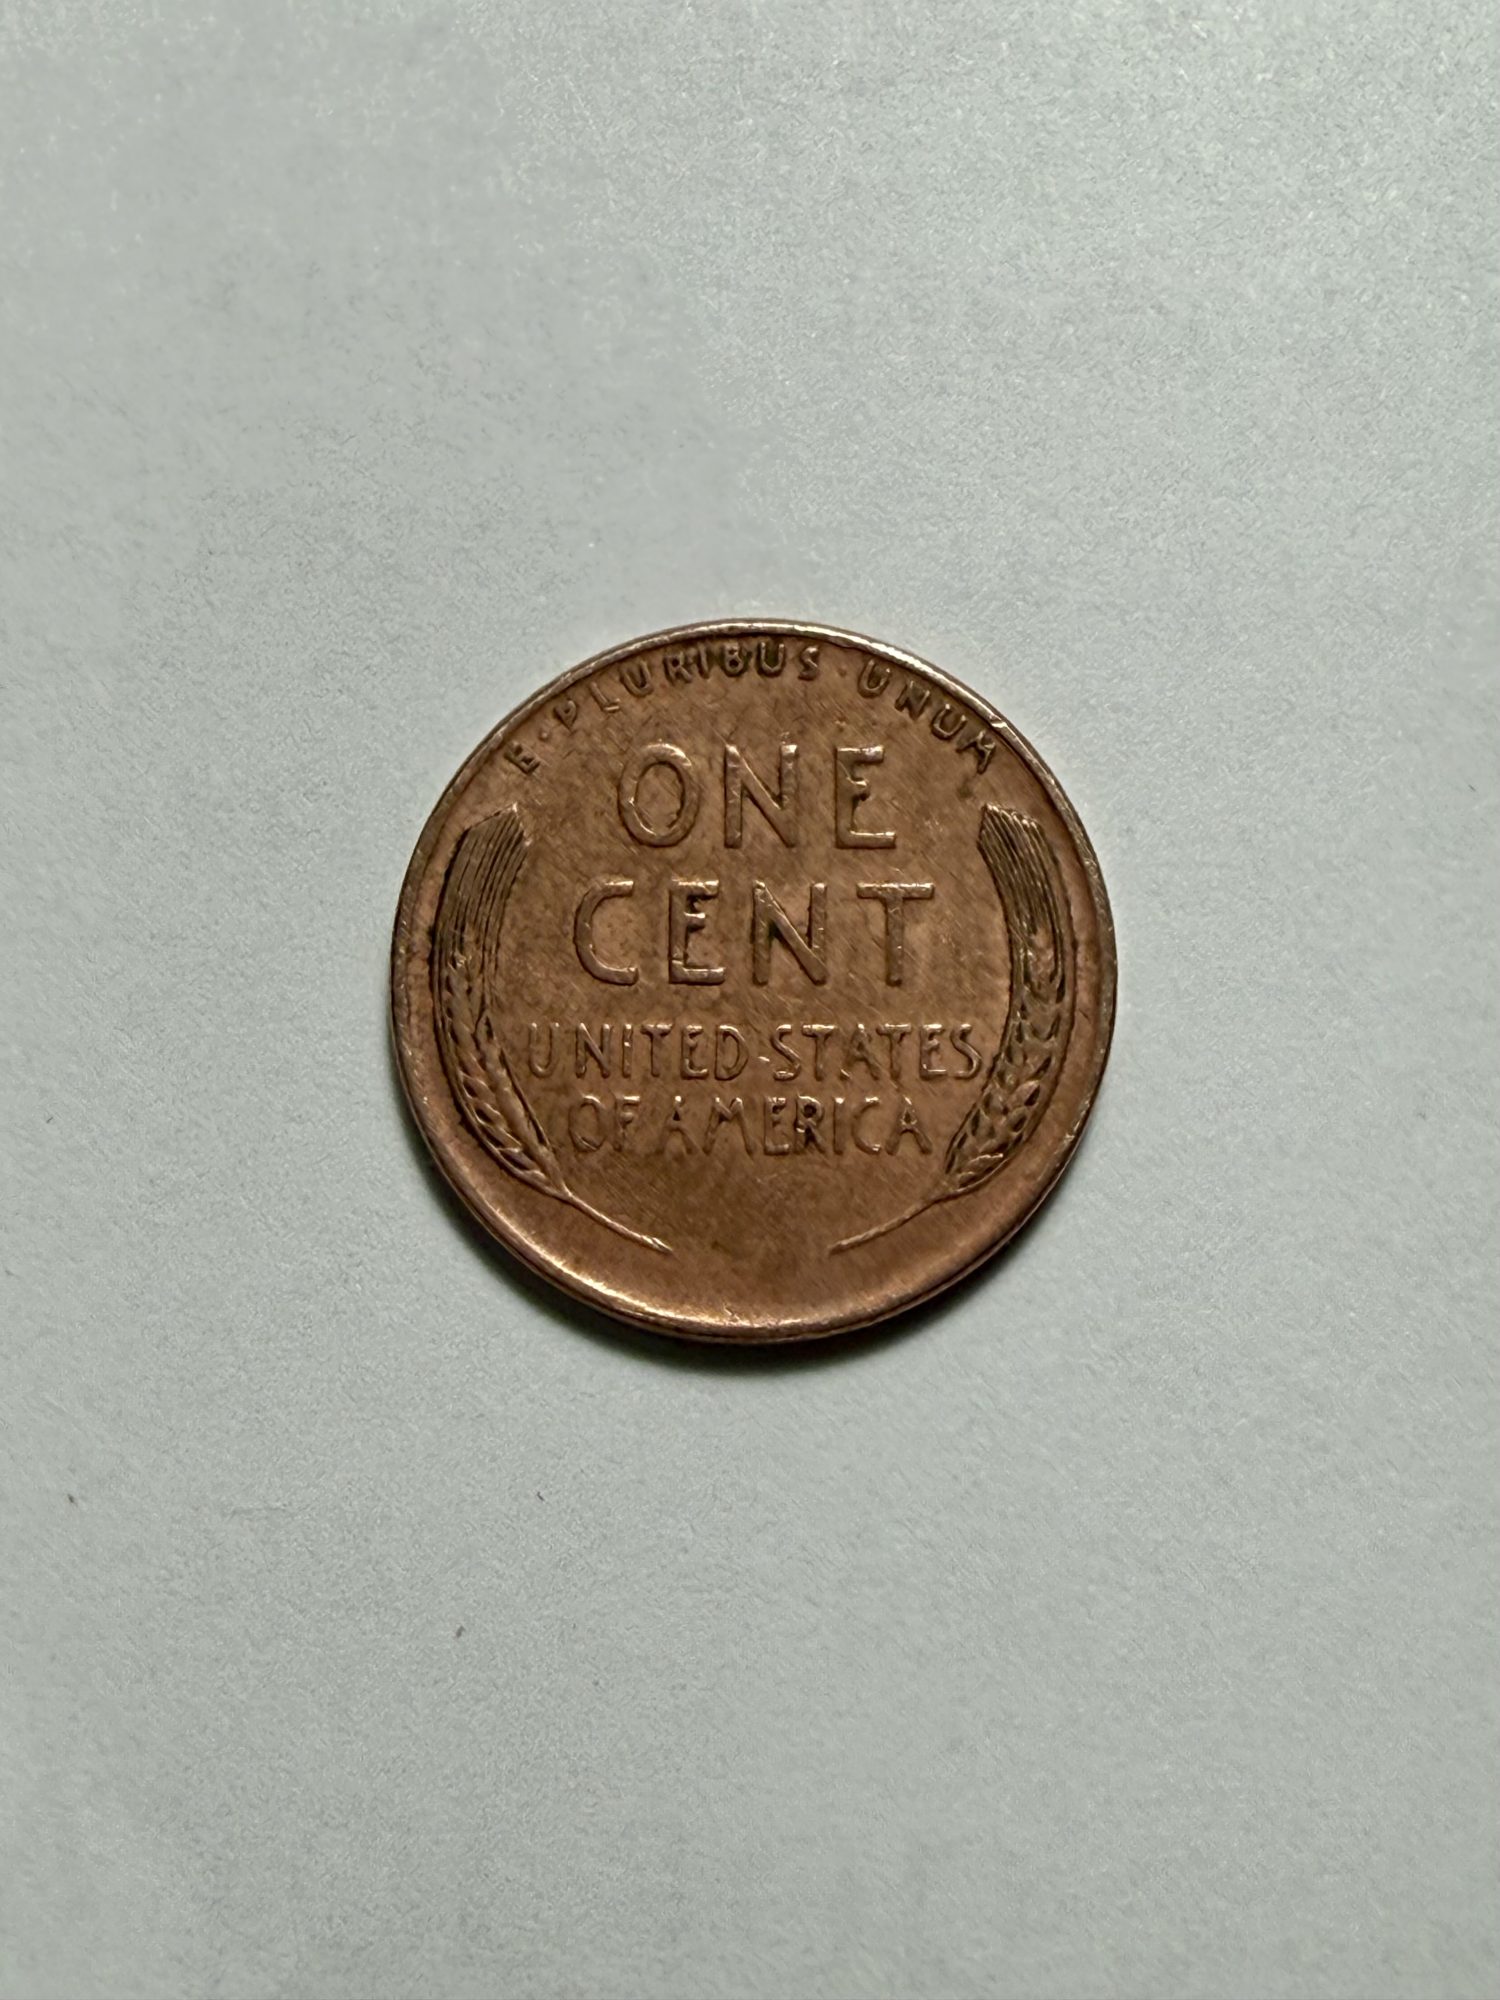 E·PLURIBUS·UNUM
ONE
CENT
UNITED·STATES
OF AMERICA